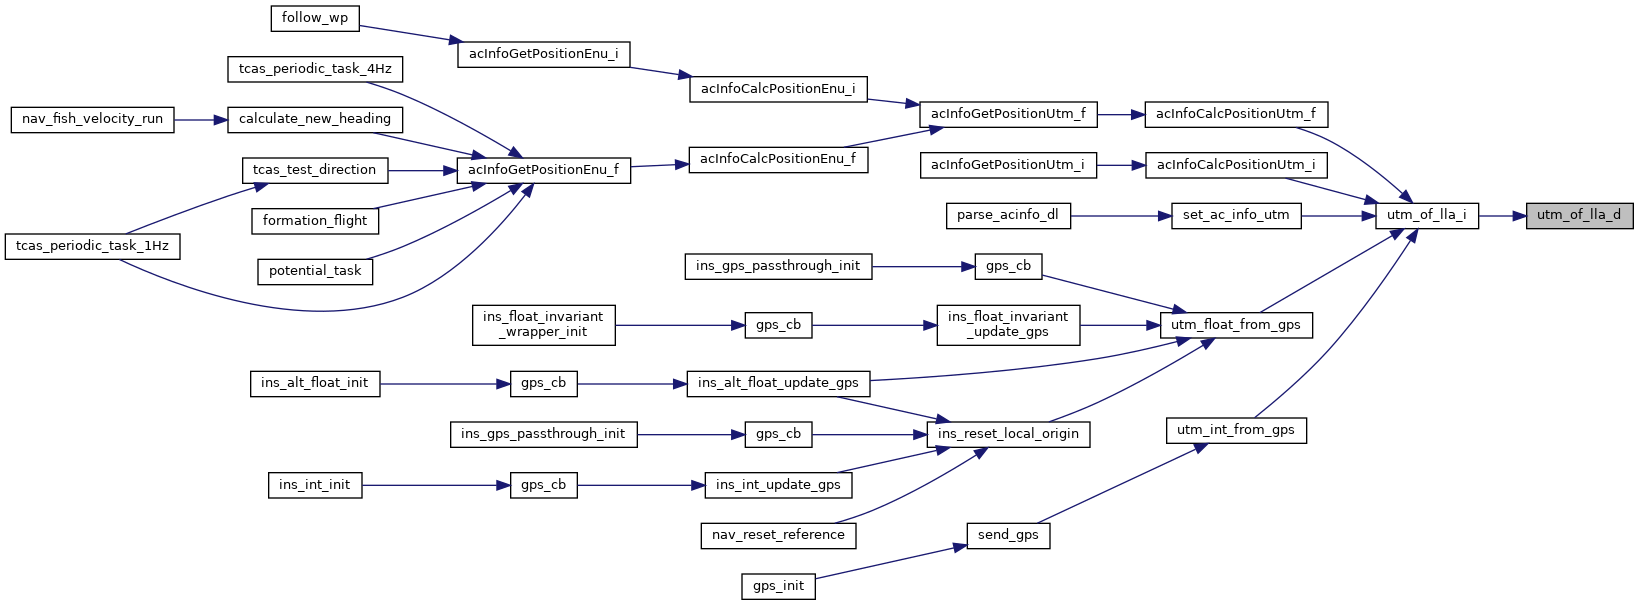 follow_wp
acInfoGetPositionEnu_i
tcas_periodic_task_4Hz
acInfoCalcPositionEnu_i
nav_fish_velocity_run
calculate_new_heading
acInfoGetPositionUtm_f
acInfoCalcPositionUtm_f
tcas_test_direction
acInfoGetPositionEnu_f
acInfoCalcPositionEnu_f
acInfoGetPositionUtm_i
acInfoCalcPositionUtm_i
formation_flight
parse_acinfo_dl
set_ac_info_utm
utm_of_lla_i
utm_of_lla_d
tcas_periodic_task_1Hz
potential_task
ins_gps_passthrough_init
gps_cb
ins_float_invariant
_wrapper_init
gps_cb
ins_float_invariant
_update_gps
utm_float_from_gps
ins_alt_float_init
gps_cb
ins_alt_float_update_gps
ins_gps_passthrough_init
gps_cb
ins_reset_local_origin
utm_int_from_gps
ins_int_init
gps_cb
ins_int_update_gps
nav_reset_reference
send_gps
gps_init